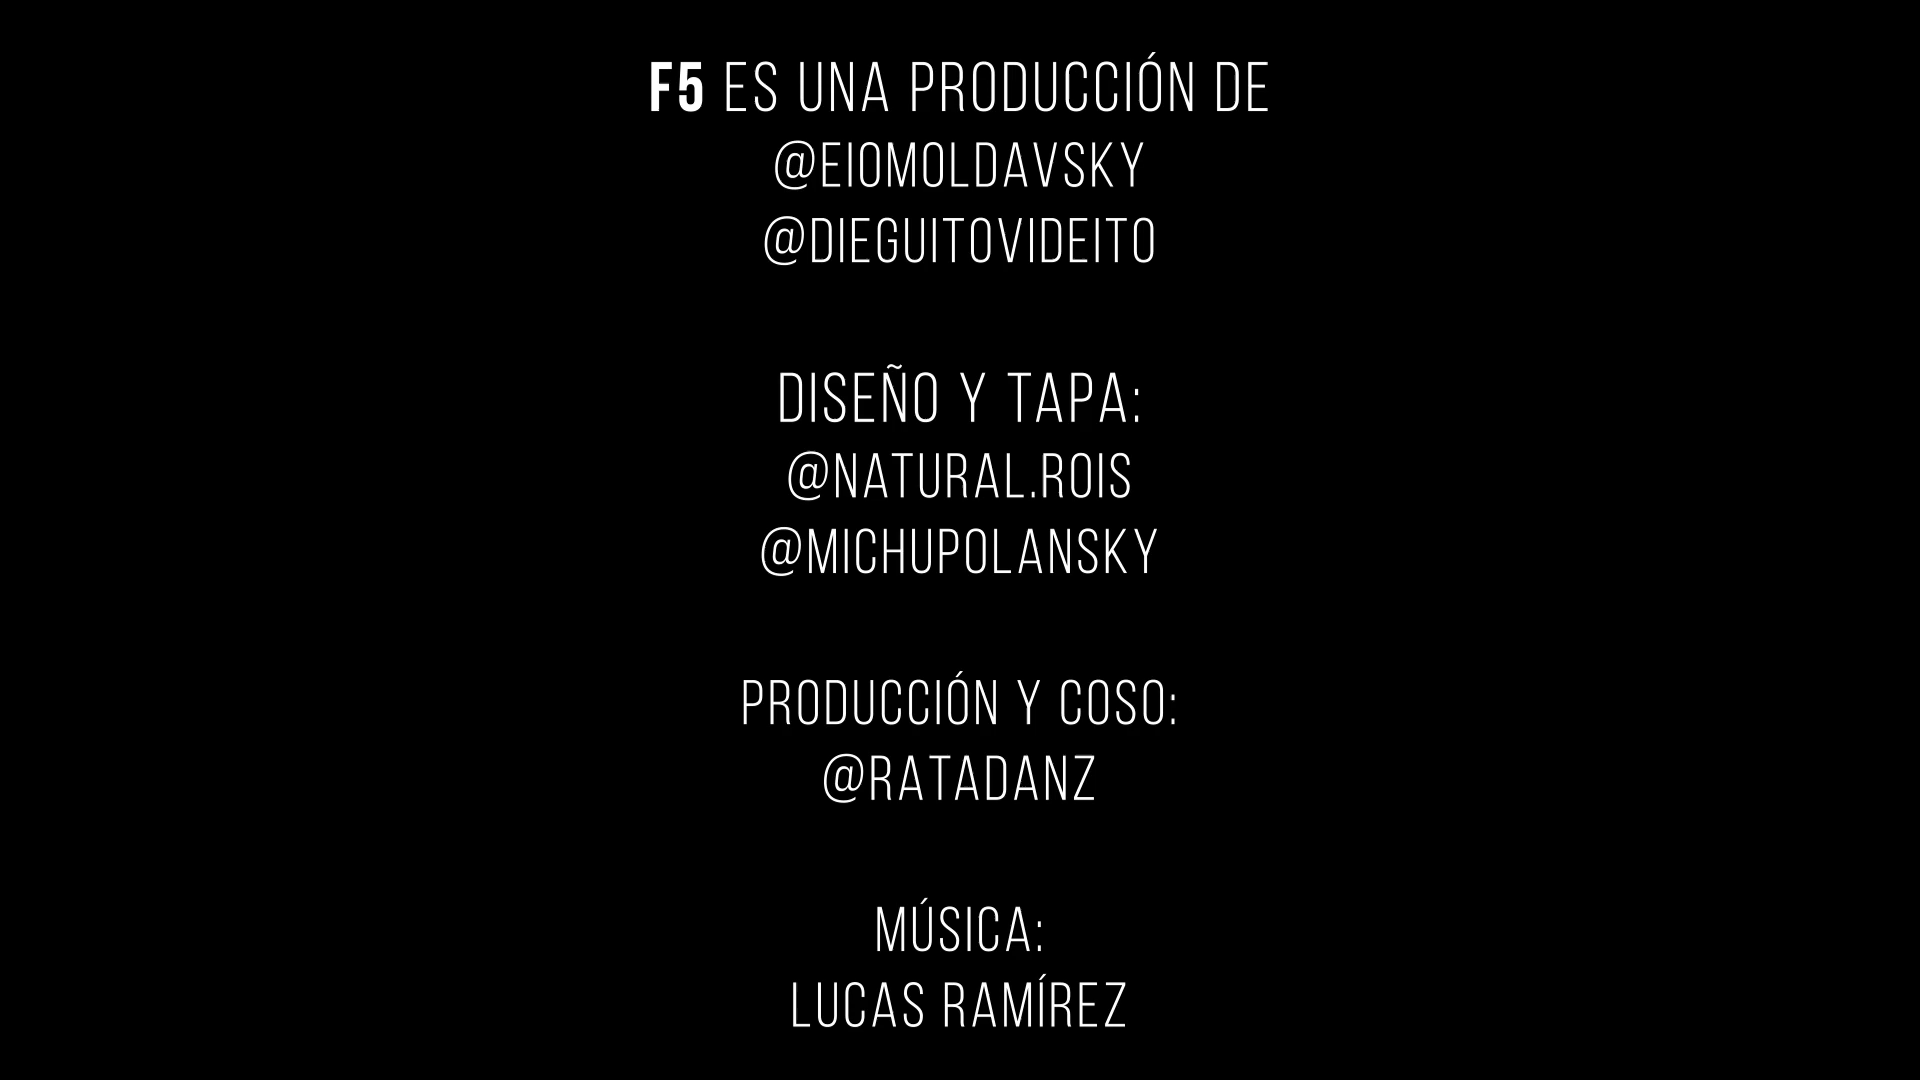 F5 ES UNA PRODUCCIÓN DE
@EIOMOLDAVSKY
@DIEGUITOVIDEITO
DISEÑO Y TAPA:
@NATURAL.ROIS
@MICHUPOLANSKY
PRODUCCIÓN Y COSO:
@RATADANZ
MÚSICA:
LUCAS RAMÍREZ